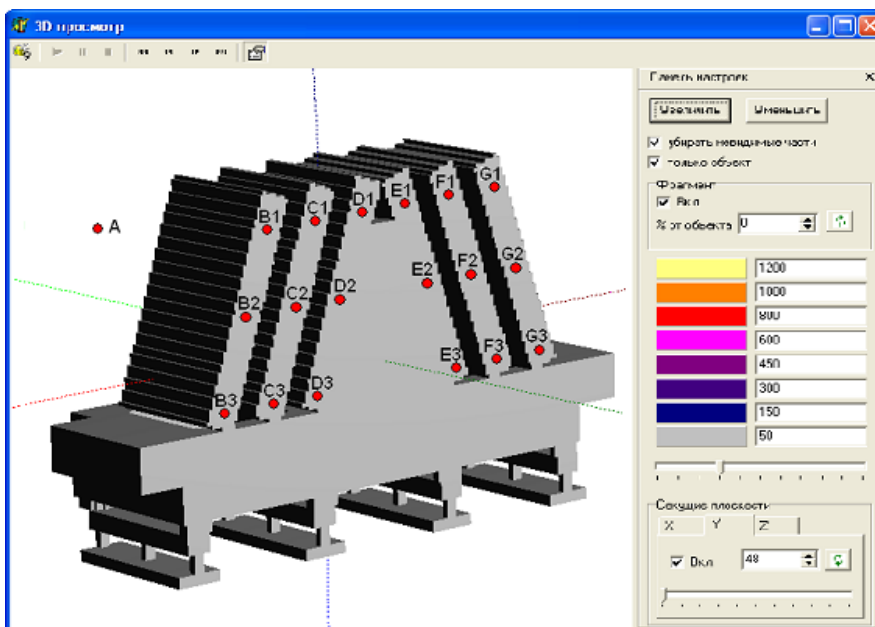 3D просмотр
Панель настроек
Увеличить
Уменьшить
убирать невидимые части
только объект
Фрагмент
Вкл
% от объекта 0
1200
1000
800
600
450
300
150
50
Секущие плоскости
X Y Z
Вкл 48
A
B1
C1
D1
E1
F1
G1
B2
C2
D2
E2
F2
G2
B3
C3
D3
E3
F3
G3